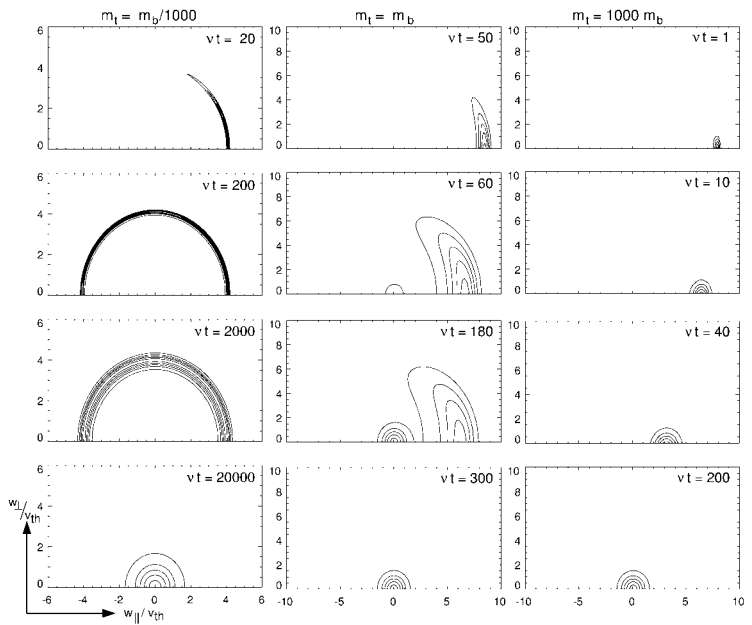 m_t = m_b/1000
m_t = m_b
m_t = 1000 m_b
6 4 2 0
ν t = 20
10 8 6 4 2 0
ν t = 50
10 8 6 4 2 0
ν t = 1
6 4 2 0
ν t = 200
10 8 6 4 2 0
ν t = 60
10 8 6 4 2 0
ν t = 10
6 4 2 0
ν t = 2000
10 8 6 4 2 0
ν t = 180
10 8 6 4 2 0
ν t = 40
6 4 2 0
ν t = 20000
10 8 6 4 2 0
ν t = 300
10 8 6 4 2 0
ν t = 200
w_⊥/v_th
-6 -4 -2 0 2 4 6
-10 -5 0 5 10
-10 -5 0 5 10
w_||/v_th